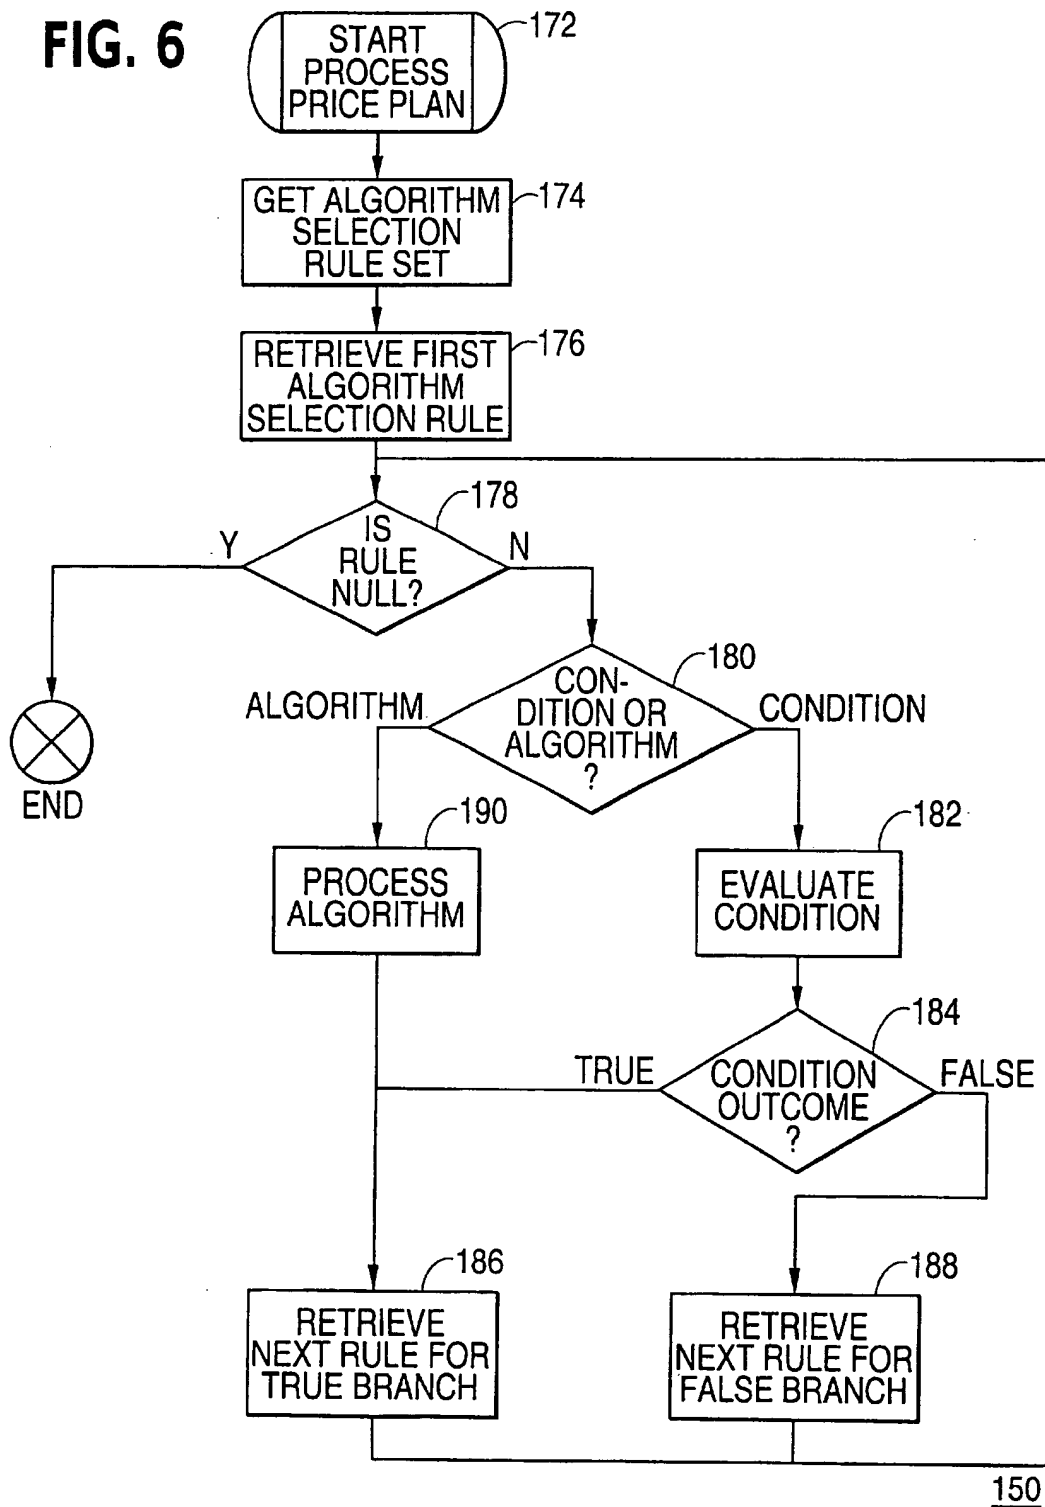 FIG. 6
START
PROCESS
PRICE PLAN
172
GET ALGORITHM
SELECTION
RULE SET
174
RETRIEVE FIRST
ALGORITHM
SELECTION RULE
176
IS
RULE
NULL?
178
Y
N
END
CON-
DITION OR
ALGORITHM
?
180
ALGORITHM
CONDITION
PROCESS
ALGORITHM
190
EVALUATE
CONDITION
182
CONDITION
OUTCOME
?
184
TRUE
FALSE
RETRIEVE
NEXT RULE FOR
TRUE BRANCH
186
RETRIEVE
NEXT RULE FOR
FALSE BRANCH
188
150